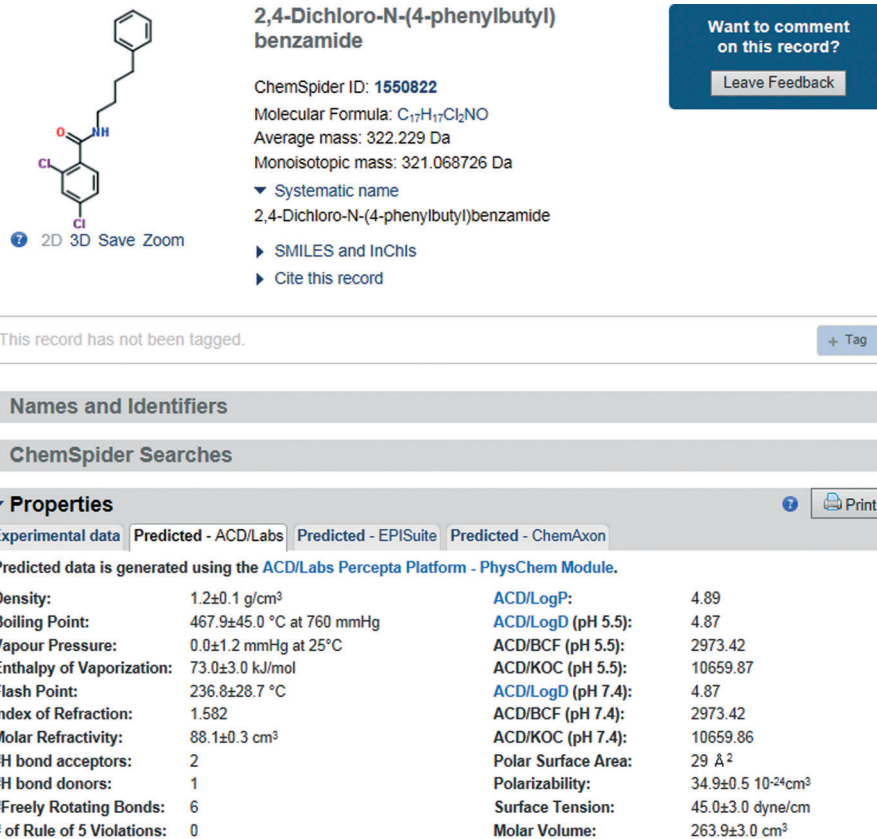 2,4-Dichloro-N-(4-phenylbutyl)
benzamide
Want to comment
on this record?
Leave Feedback
ChemSpider ID: 1550822
Molecular Formula: C₁₇H₁₇Cl₂NO
Average mass: 322.229 Da
Monoisotopic mass: 321.068726 Da
Systematic name
2,4-Dichloro-N-(4-phenylbutyl)benzamide
SMILES and InChIs
Cite this record
O
NH
Cl
Cl
? 2D 3D Save Zoom
This record has not been tagged.
+ Tag
Names and Identifiers
ChemSpider Searches
Properties
? Print
Experimental data Predicted - ACD/Labs Predicted - EPISuite Predicted - ChemAxon
Predicted data is generated using the ACD/Labs Percepta Platform - PhysChem Module.
Density: 1.2±0.1 g/cm³
Boiling Point: 467.9±45.0 °C at 760 mmHg
Vapour Pressure: 0.0±1.2 mmHg at 25°C
Enthalpy of Vaporization: 73.0±3.0 kJ/mol
Flash Point: 236.8±28.7 °C
Index of Refraction: 1.582
Molar Refractivity: 88.1±0.3 cm³
#H bond acceptors: 2
#H bond donors: 1
#Freely Rotating Bonds: 6
# of Rule of 5 Violations: 0
ACD/LogP: 4.89
ACD/LogD (pH 5.5): 4.87
ACD/BCF (pH 5.5): 2973.42
ACD/KOC (pH 5.5): 10659.87
ACD/LogD (pH 7.4): 4.87
ACD/BCF (pH 7.4): 2973.42
ACD/KOC (pH 7.4): 10659.86
Polar Surface Area: 29 Å²
Polarizability: 34.9±0.5 10⁻²⁴cm³
Surface Tension: 45.0±3.0 dyne/cm
Molar Volume: 263.9±3.0 cm³